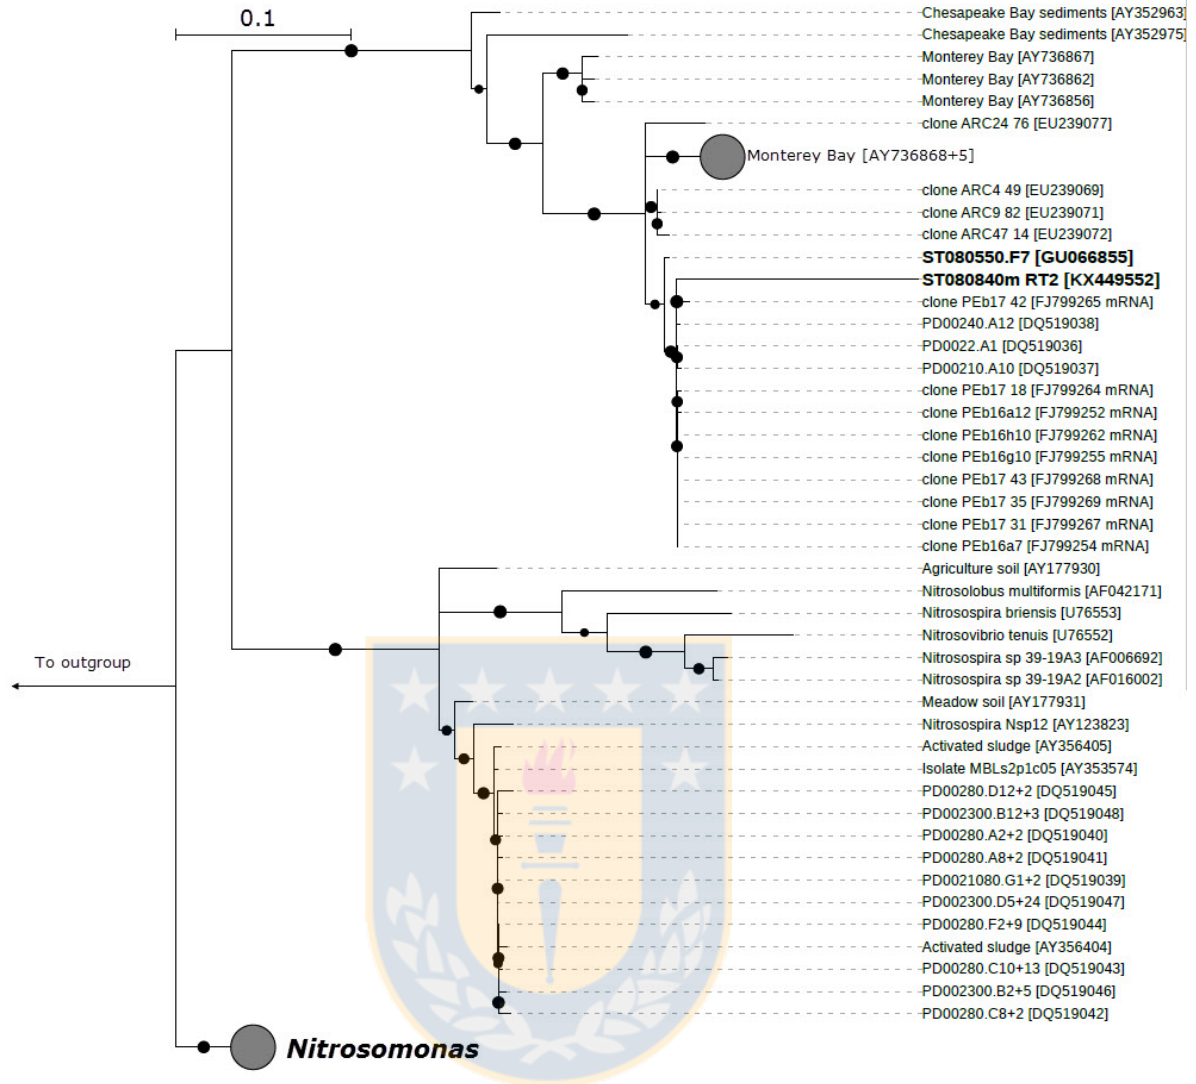 0.1
Chesapeake Bay sediments [AY352963]
Chesapeake Bay sediments [AY352975]
Monterey Bay [AY736867]
Monterey Bay [AY736862]
Monterey Bay [AY736856]
clone ARC24 76 [EU239077]
Monterey Bay [AY736868+5]
clone ARC4 49 [EU239069]
clone ARC9 82 [EU239071]
clone ARC47 14 [EU239072]
ST080550.F7 [GU066855]
ST080840m RT2 [KX449552]
clone PEb17 42 [FJ799265 mRNA]
PD00240.A12 [DQ519038]
PD0022.A1 [DQ519036]
PD00210.A10 [DQ519037]
clone PEb17 18 [FJ799264 mRNA]
clone PEb16a12 [FJ799252 mRNA]
clone PEb16h10 [FJ799262 mRNA]
clone PEb16g10 [FJ799255 mRNA]
clone PEb17 43 [FJ799268 mRNA]
clone PEb17 35 [FJ799269 mRNA]
clone PEb17 31 [FJ799267 mRNA]
clone PEb16a7 [FJ799254 mRNA]
Agriculture soil [AY177930]
Nitrosolobus multiformis [AF042171]
Nitrosospira briensis [U76553]
Nitrosovibrio tenuis [U76552]
To outgroup
Nitrosospira sp 39-19A3 [AF006692]
Nitrosospira sp 39-19A2 [AF016002]
Meadow soil [AY177931]
Nitrosospira Nsp12 [AY123823]
Activated sludge [AY356405]
Isolate MBLs2p1c05 [AY353574]
PD00280.D12+2 [DQ519045]
PD002300.B12+3 [DQ519048]
PD00280.A2+2 [DQ519040]
PD00280.A8+2 [DQ519041]
PD0021080.G1+2 [DQ519039]
PD002300.D5+24 [DQ519047]
PD00280.F2+9 [DQ519044]
Activated sludge [AY356404]
PD00280.C10+13 [DQ519043]
PD002300.B2+5 [DQ519046]
PD00280.C8+2 [DQ519042]
Nitrosomonas